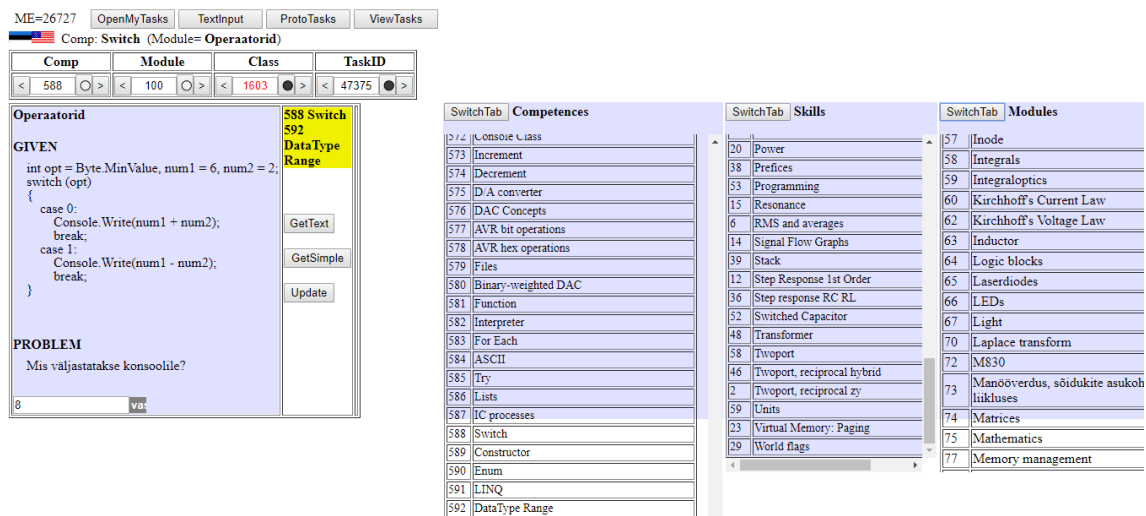 ME=26727 OpenMyTasks TextInput ProtoTasks ViewTasks
Comp: Switch (Module= Operaatorid)
Comp Module Class TaskID
< 588 > < 100 > < 1603 > < 47375 >
Operaatorid
GIVEN
int opt = Byte.MinValue, num1 = 6, num2 = 2;
switch (opt)
{
case 0:
Console.Write(num1 + num2);
break;
case 1:
Console.Write(num1 - num2);
break;
}
PROBLEM
Mis väljastatakse konsoolile?
8
588 Switch
592
DataType
Range
GetText
GetSimple
Update
SwitchTab Competences
572 Console Class
573 Increment
574 Decrement
575 D/A converter
576 DAC Concepts
577 AVR bit operations
578 AVR hex operations
579 Files
580 Binary-weighted DAC
581 Function
582 Interpreter
583 For Each
584 ASCII
585 Try
586 Lists
587 IC processes
588 Switch
589 Constructor
590 Enum
591 LINQ
592 DataType Range
SwitchTab Skills
20 Power
38 Prefices
53 Programming
15 Resonance
6 RMS and averages
14 Signal Flow Graphs
39 Stack
12 Step Response 1st Order
36 Step response RC RL
52 Switched Capacitor
48 Transformer
58 Twoport
46 Twoport, reciprocal hybrid
2 Twoport, reciprocal zy
59 Units
23 Virtual Memory: Paging
29 World flags
SwitchTab Modules
57 Inode
58 Integrals
59 Integraloptics
60 Kirchhoff's Current Law
62 Kirchhoff's Voltage Law
63 Inductor
64 Logic blocks
65 Laserdiodes
66 LEDs
67 Light
70 Laplace transform
72 M830
73 Manööverdus, sõidukite asukoh
liikluses
74 Matrices
75 Mathematics
77 Memory management